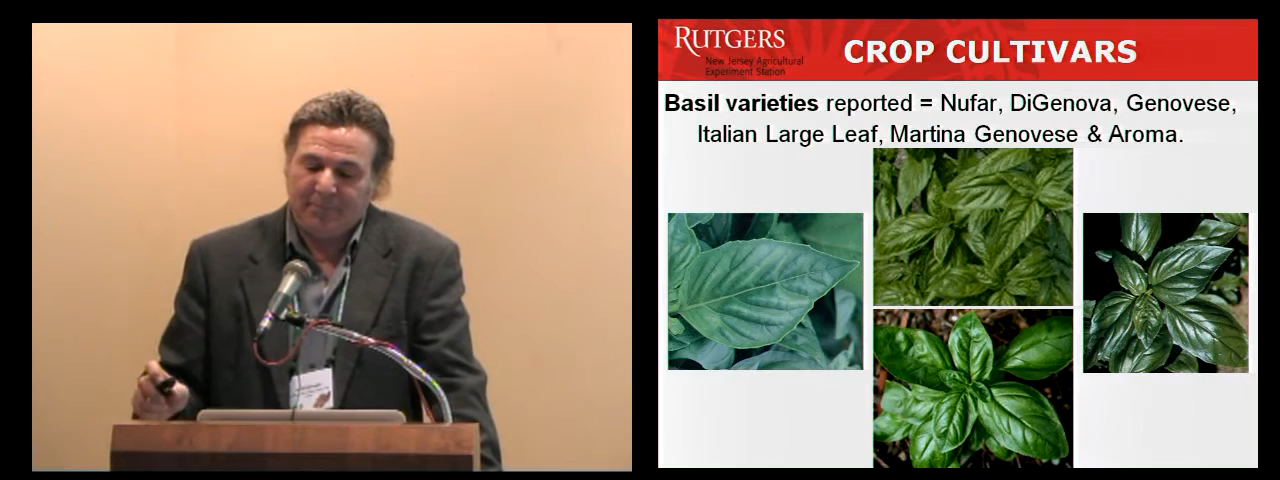 RUTGERS
New Jersey Agricultural
Experiment Station
CROP CULTIVARS
Basil varieties reported = Nufar, DiGenova, Genovese,
Italian Large Leaf, Martina Genovese & Aroma.